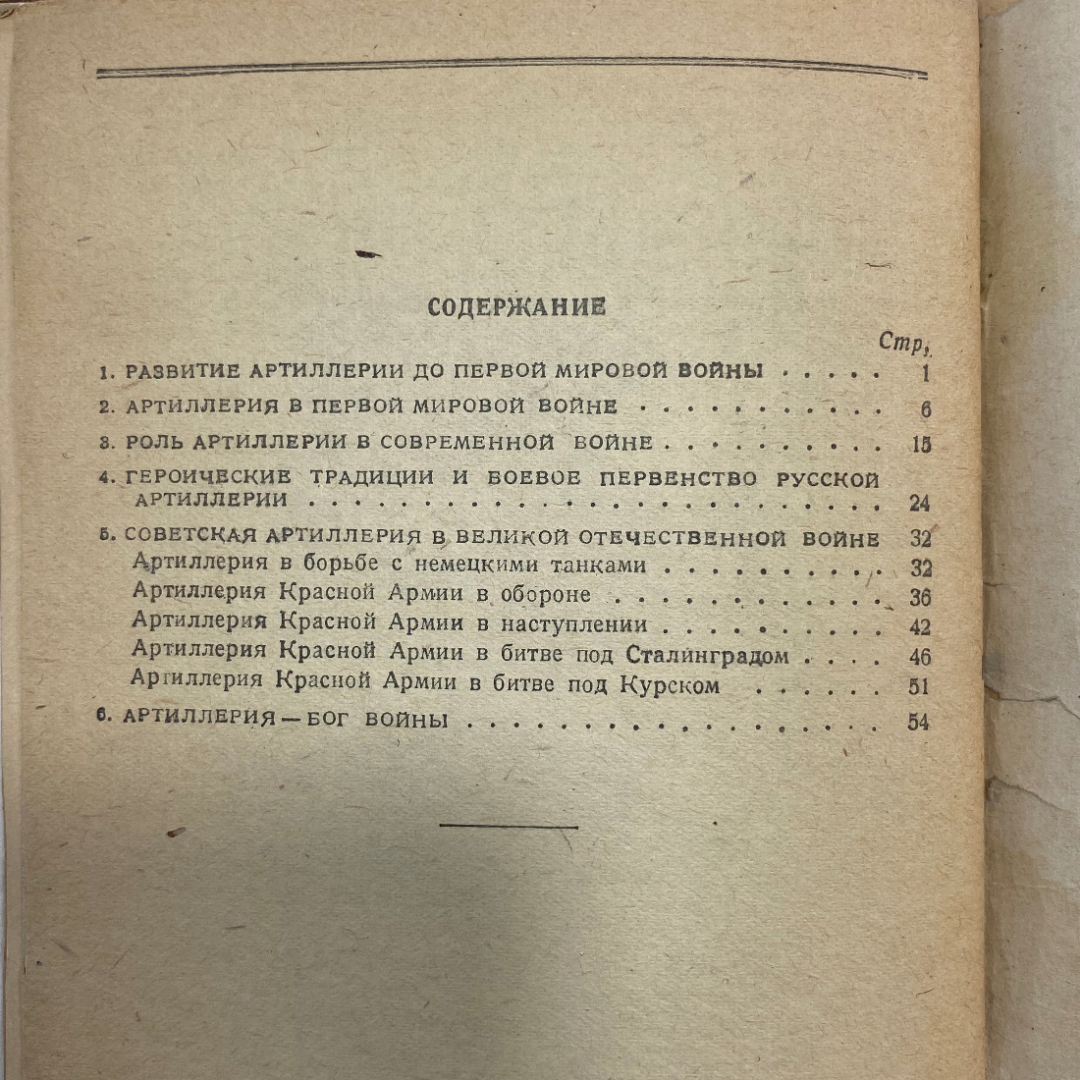 СОДЕРЖАНИЕ
Стр,
1. РАЗВИТИЕ АРТИЛЛЕРИИ ДО ПЕРВОЙ МИРОВОЙ ВОЙНЫ . . . . . 1
2. АРТИЛЛЕРИЯ В ПЕРВОЙ МИРОВОЙ ВОЙНЕ . . . . . . . . . . . 6
3. РОЛЬ АРТИЛЛЕРИИ В СОВРЕМЕННОЙ ВОЙНЕ . . . . . . . . . . 15
4. ГЕРОИЧЕСКИЕ ТРАДИЦИИ И БОЕВОЕ ПЕРВЕНСТВО РУССКОЙ
АРТИЛЛЕРИИ . . . . . . . . . . . . . . . . . . . . . . . 24
5. СОВЕТСКАЯ АРТИЛЛЕРИЯ В ВЕЛИКОЙ ОТЕЧЕСТВЕННОЙ ВОЙНЕ 32
Артиллерия в борьбе с немецкими танками . . . . . . . . . 32
Артиллерия Красной Армии в обороне . . . . . . . . . . . 36
Артиллерия Красной Армии в наступлении . . . . . . . . . 42
Артиллерия Красной Армии в битве под Сталинградом . . . . 46
Артиллерия Красной Армии в битве под Курском . . . . . . 51
6. АРТИЛЛЕРИЯ — БОГ ВОЙНЫ . . . . . . . . . . . . . . . . 54